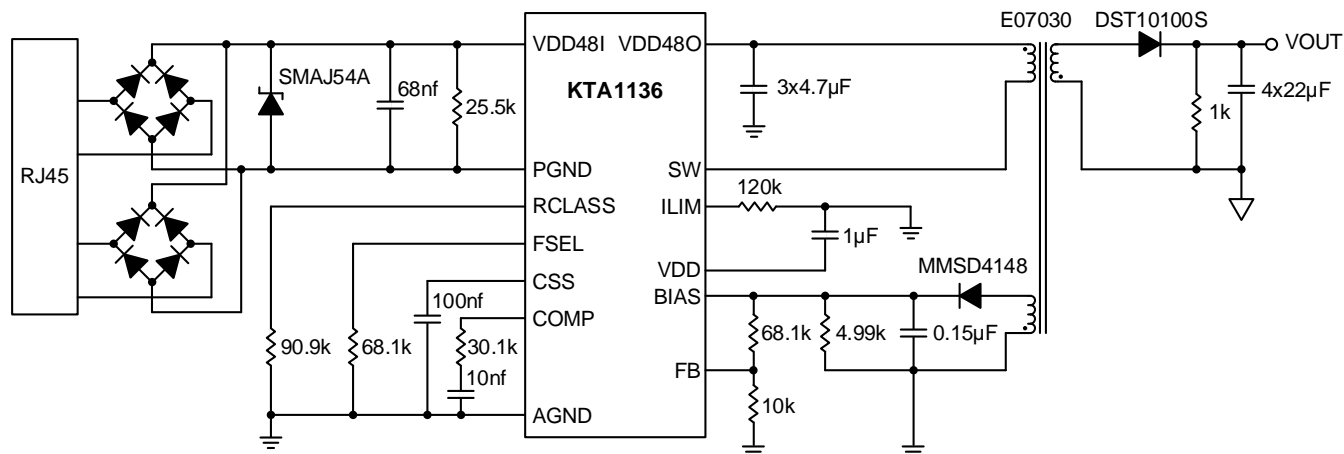 E07030 DST10100S
VDD48I VDD48O
VOUT
SMAJ54A
KTA1136
68nf
25.5k
3x4.7µF
4x22µF
1k
RJ45
PGND SW
120k
RCLASS ILIM
FSEL
1µF
CSS VDD
MMSD4148
BIAS
100nf
COMP
90.9k 68.1k 30.1k 68.1k 4.99k 0.15µF
10nf
FB
10k
AGND